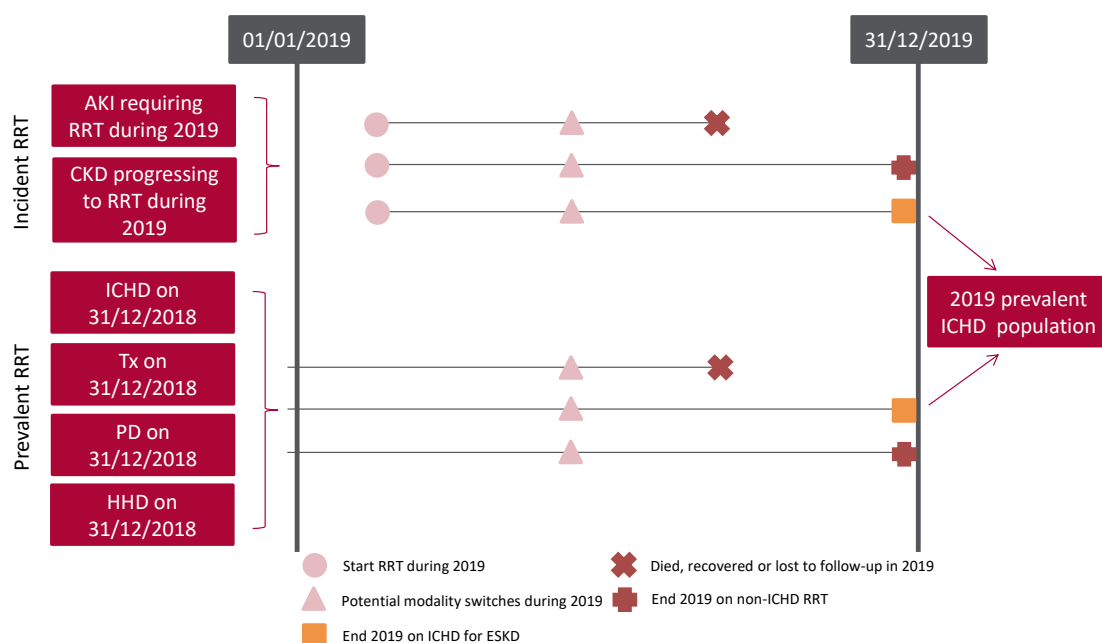 01/01/2019
31/12/2019
Incident RRT
AKI requiring
RRT during 2019
CKD progressing
to RRT during
2019
Prevalent RRT
ICHD on
31/12/2018
Tx on
31/12/2018
PD on
31/12/2018
HHD on
31/12/2018
2019 prevalent
ICHD population
Start RRT during 2019
Died, recovered or lost to follow-up in 2019
Potential modality switches during 2019
End 2019 on non-ICHD RRT
End 2019 on ICHD for ESKD